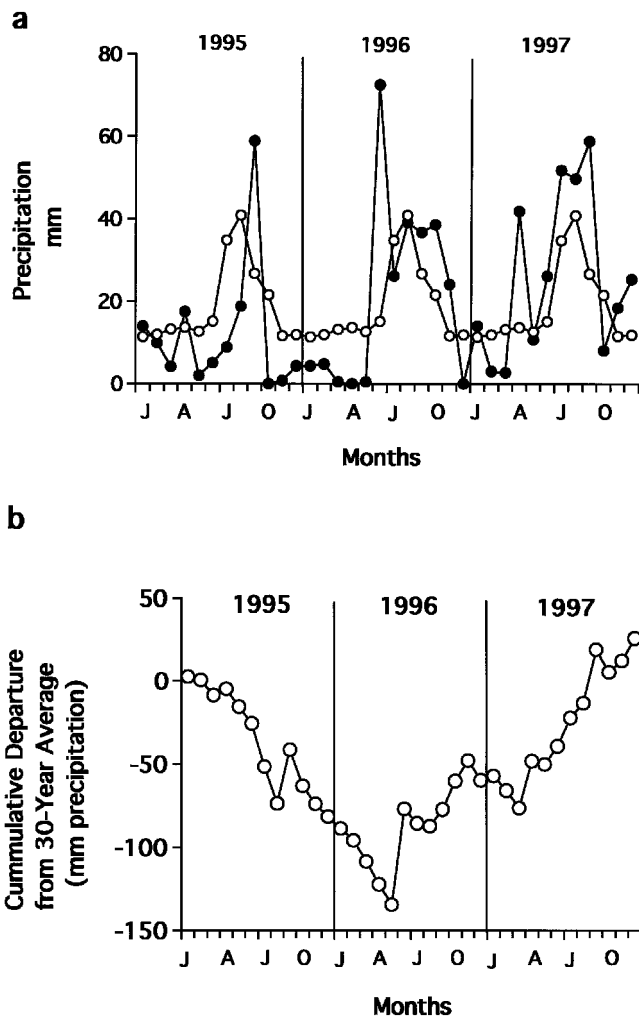 a
1995 1996 1997
80
60
40
20
0
Precipitation
mm
J A J O J A J O J A J O
Months
b
1995 1996 1997
50
0
-50
-100
-150
Cummulative Departure
from 30-Year Average
(mm precipitation)
J A J O J A J O J A J O
Months